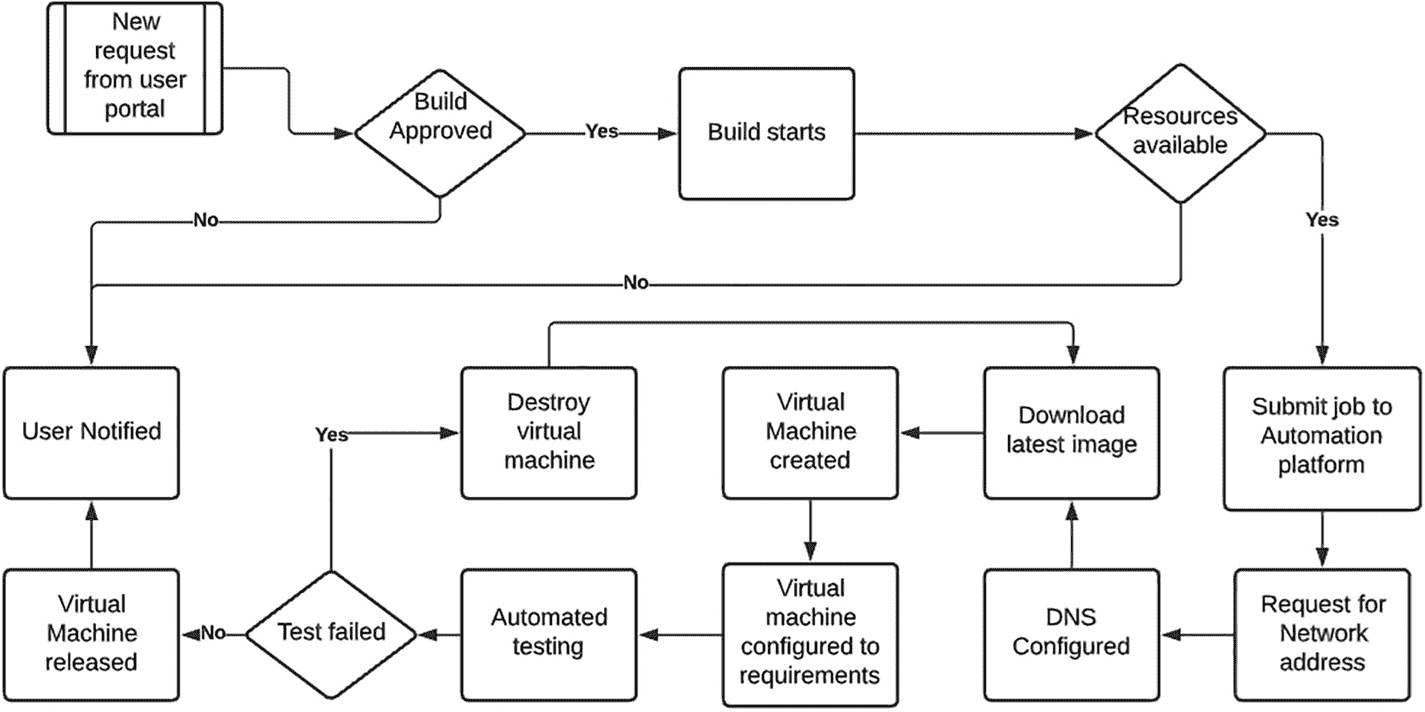 New
request
from user
portal
Build
Approved
Yes
Build starts
Resources
available
No
Yes
No
User Notified
Destroy
virtual
machine
Virtual
Machine
created
Download
latest image
Submit job to
Automation
platform
Yes
Virtual
Machine
released
No
Test failed
Automated
testing
Virtual
machine
configured to
requirements
DNS
Configured
Request for
Network
address